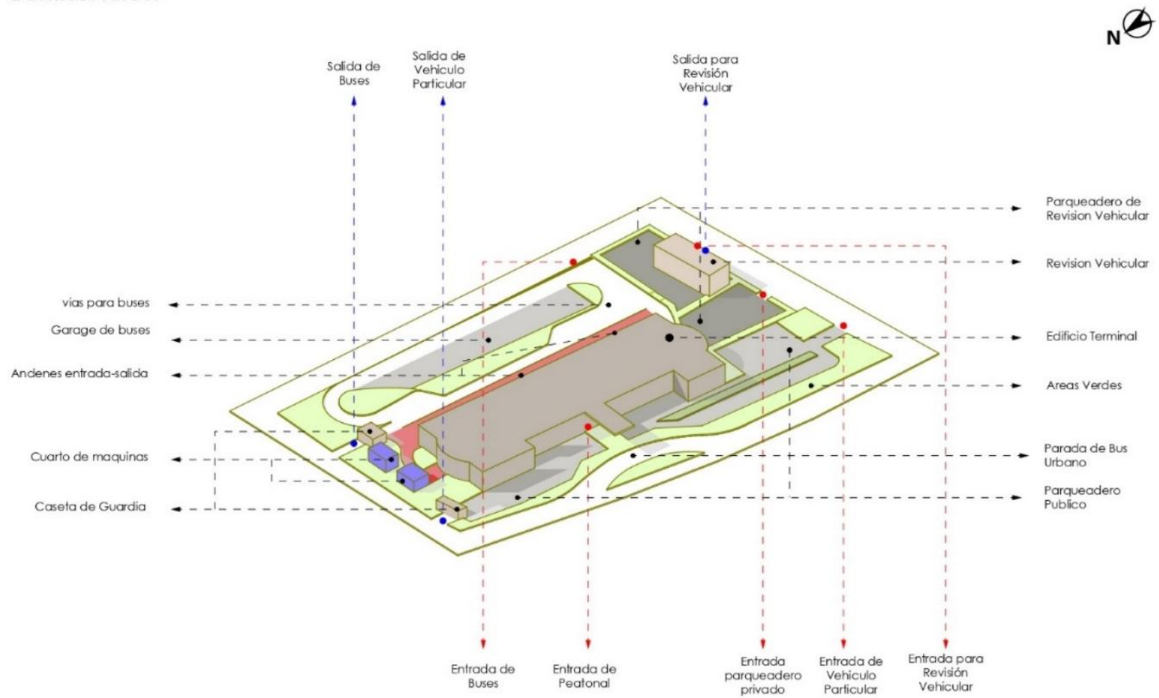 N
Salida de
Buses
Salida de
Vehiculo
Particular
Salida para
Revisión
Vehicular
Parqueadero de
Revision Vehicular
Revision Vehicular
vias para buses
Garage de buses
Edificio Terminal
Andenes entrada-salida
Areas Verdes
Cuarto de maquinas
Parada de Bus
Urbano
Caseta de Guardia
Parqueadero
Publico
Entrada de
Buses
Entrada de
Peatonal
Entrada
parqueadero
privado
Entrada de
Vehiculo
Particular
Entrada para
Revisión
Vehicular